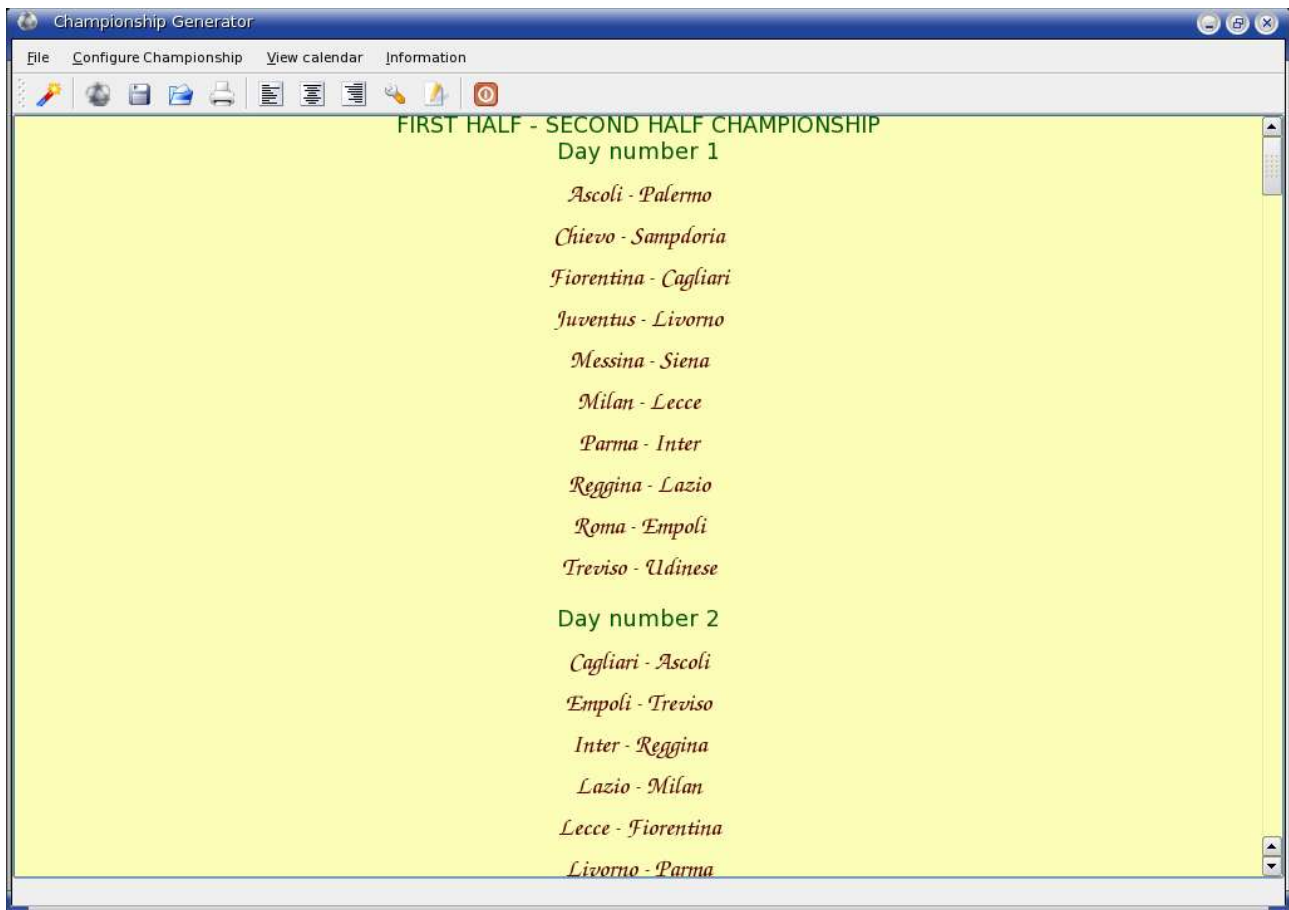 Championship Generator
File Configure Championship View calendar Information
FIRST HALF - SECOND HALF CHAMPIONSHIP
Day number 1
Ascoli - Palermo
Chievo - Sampdoria
Fiorentina - Cagliari
Juventus - Livorno
Messina - Siena
Milan - Lecce
Parma - Inter
Reggina - Lazio
Roma - Empoli
Treviso - Udinese
Day number 2
Cagliari - Ascoli
Empoli - Treviso
Inter - Reggina
Lazio - Milan
Lecce - Fiorentina
Livorno - Parma